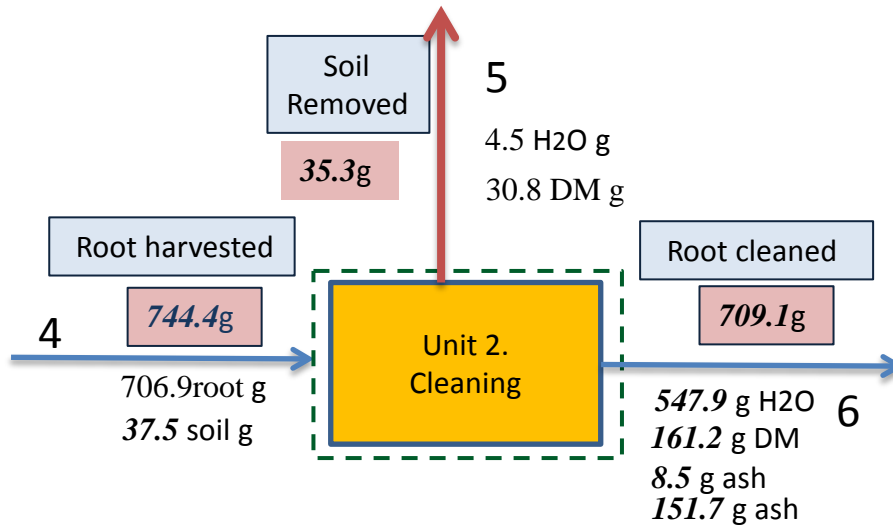 Soil
Removed
35.3g
5
4.5 H2O g
30.8 DM g
Root harvested
744.4g
4
706.9root g
37.5 soil g
Unit 2.
Cleaning
Root cleaned
709.1g
547.9 g H2O
6
161.2 g DM
8.5 g ash
151.7 g ash